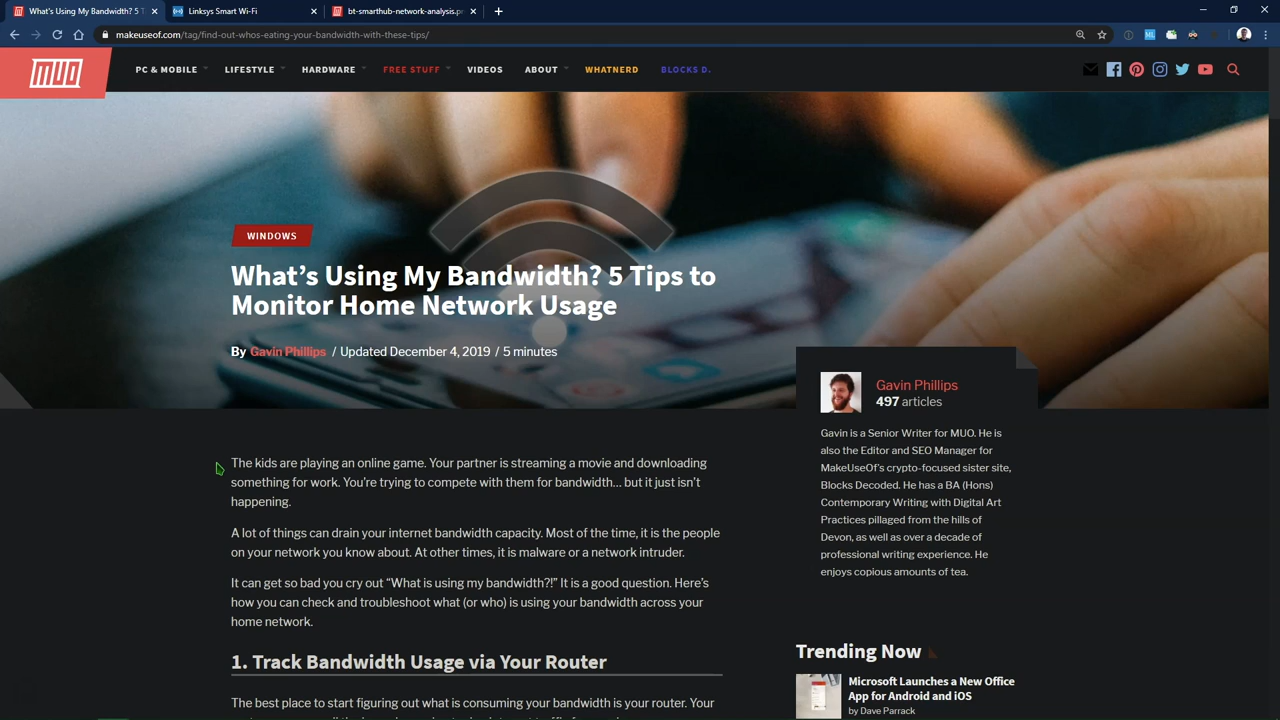 What's Using My Bandwidth? 5 T
Linksys Smart Wi-Fi
bt-smarthub-network-analysis.p
makeuseof.com/tag/find-out-whos-eating-your-bandwidth-with-these-tips/
MUO
PC & MOBILE LIFESTYLE HARDWARE FREE STUFF VIDEOS ABOUT WHATNERD BLOCKS D.
WINDOWS
What's Using My Bandwidth? 5 Tips to
Monitor Home Network Usage
By Gavin Phillips / Updated December 4, 2019 / 5 minutes
The kids are playing an online game. Your partner is streaming a movie and downloading
something for work. You're trying to compete with them for bandwidth… but it just isn't
happening.
A lot of things can drain your internet bandwidth capacity. Most of the time, it is the people
on your network you know about. At other times, it is malware or a network intruder.
It can get so bad you cry out “What is using my bandwidth?!” It is a good question. Here's
how you can check and troubleshoot what (or who) is using your bandwidth across your
home network.
1. Track Bandwidth Usage via Your Router
The best place to start figuring out what is consuming your bandwidth is your router. Your
Gavin Phillips
497 articles
Gavin is a Senior Writer for MUO. He is
also the Editor and SEO Manager for
MakeUseOf's crypto-focused sister site,
Blocks Decoded. He has a BA (Hons)
Contemporary Writing with Digital Art
Practices pillaged from the hills of
Devon, as well as over a decade of
professional writing experience. He
enjoys copious amounts of tea.
Trending Now
Microsoft Launches a New Office
App for Android and iOS
by Dave Parrack